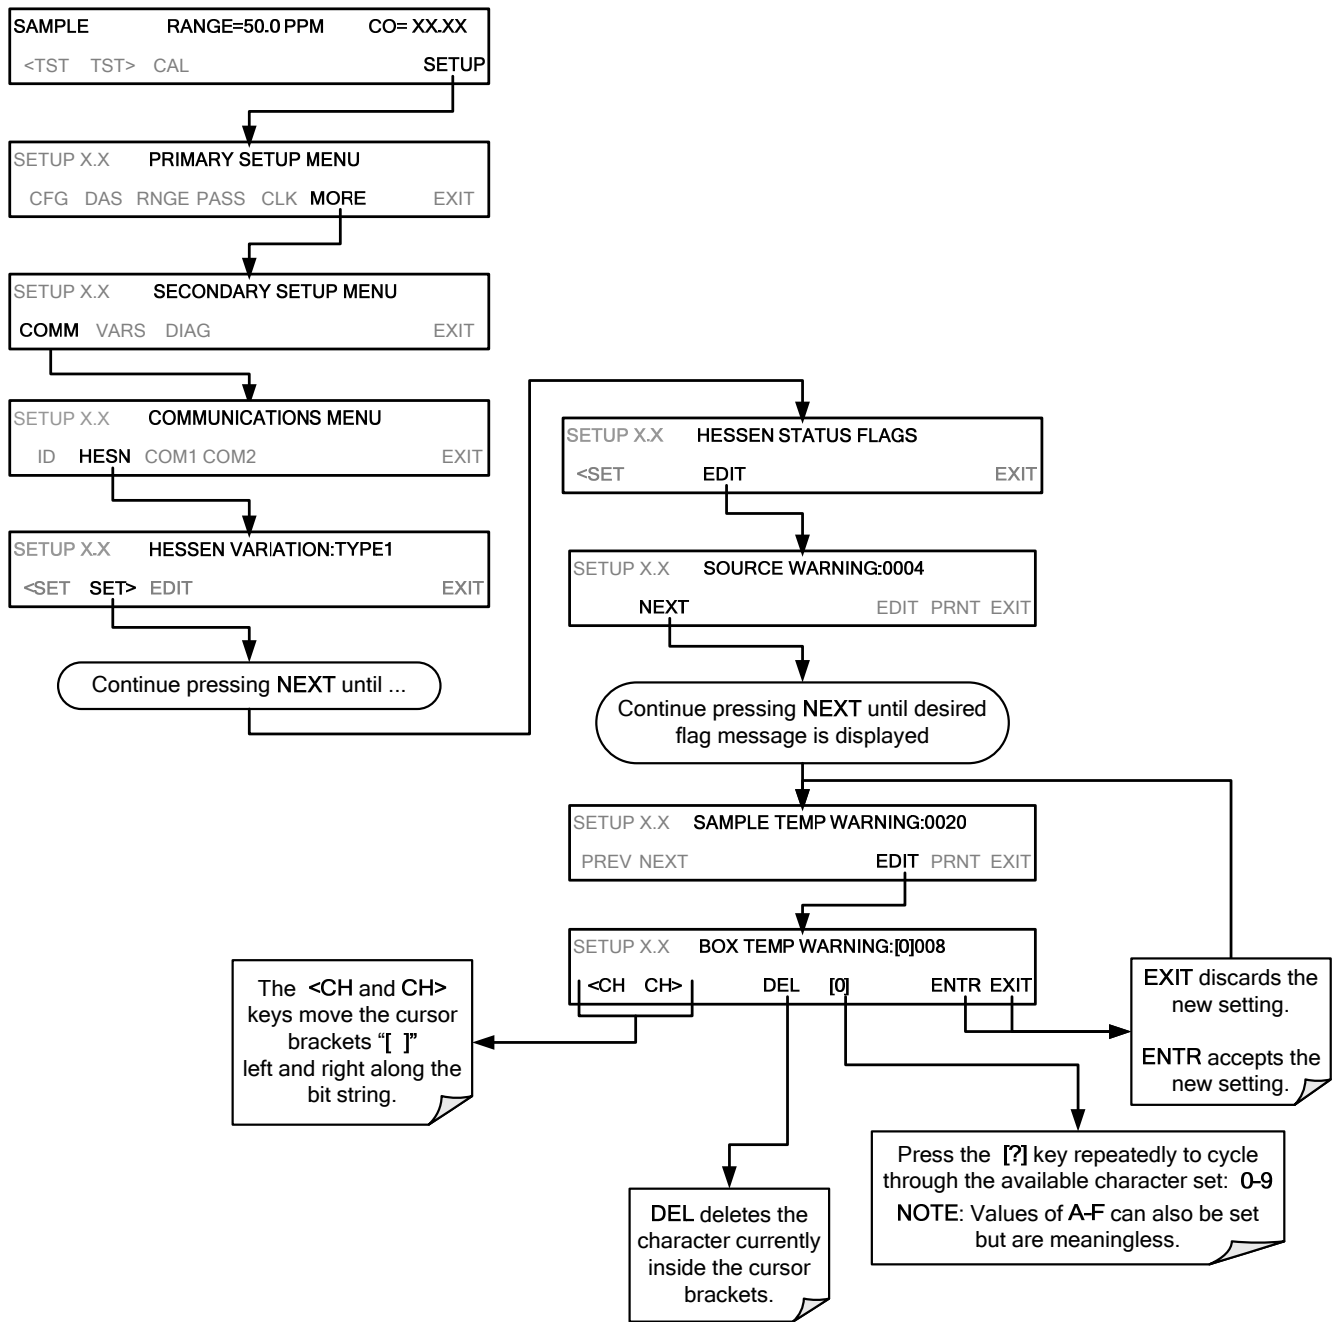 SAMPLE RANGE=50.0 PPM CO= XX.XX
<TST TST> CAL SETUP
SETUP X.X PRIMARY SETUP MENU
CFG DAS RNGE PASS CLK MORE EXIT
SETUP X.X SECONDARY SETUP MENU
COMM VARS DIAG EXIT
SETUP X.X COMMUNICATIONS MENU
ID HESN COM1 COM2 EXIT
SETUP X.X HESSEN VARIATION:TYPE1
<SET SET> EDIT EXIT
Continue pressing NEXT until ...
SETUP X.X HESSEN STATUS FLAGS
<SET EDIT EXIT
SETUP X.X SOURCE WARNING:0004
NEXT EDIT PRNT EXIT
Continue pressing NEXT until desired
flag message is displayed
SETUP X.X SAMPLE TEMP WARNING:0020
PREV NEXT EDIT PRNT EXIT
SETUP X.X BOX TEMP WARNING:[0]008
<CH CH> DEL [0] ENTR EXIT
The <CH and CH>
keys move the cursor
brackets “[ ]”
left and right along the
bit string.
EXIT discards the
new setting.
ENTR accepts the
new setting.
Press the [?] key repeatedly to cycle
through the available character set: 0-9
NOTE: Values of A-F can also be set
but are meaningless.
DEL deletes the
character currently
inside the cursor
brackets.